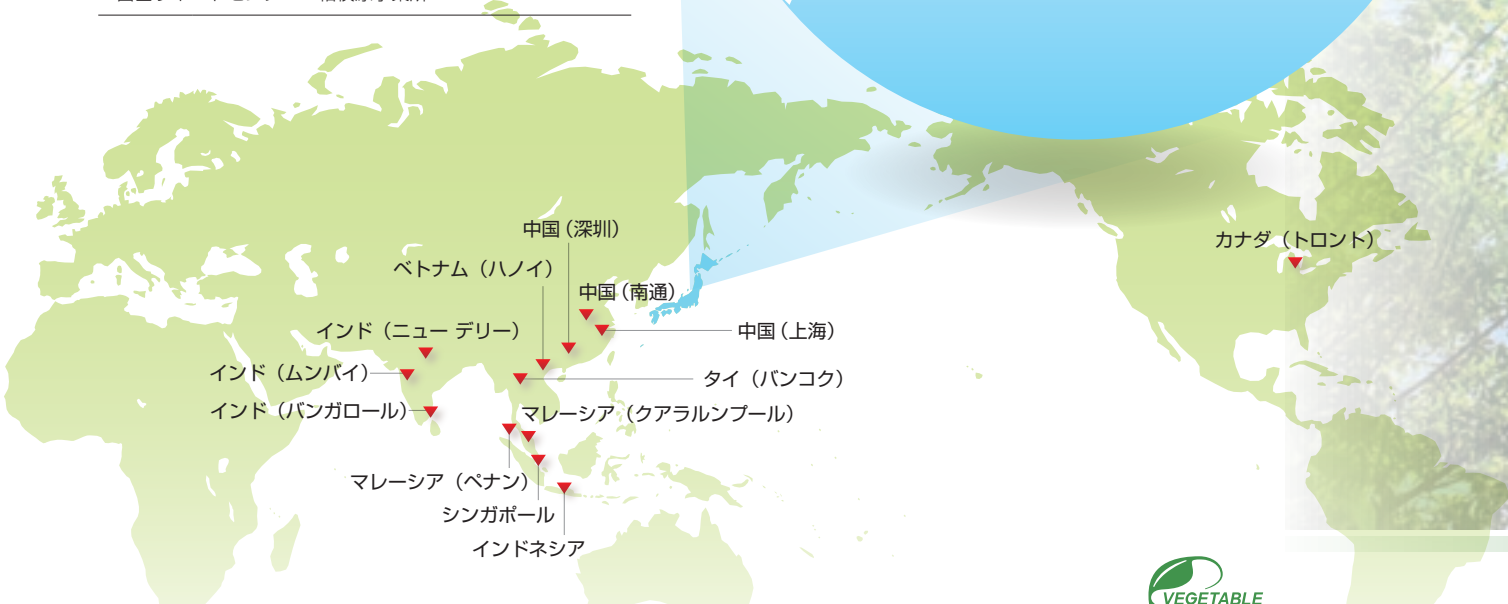 中国（深圳）
ベトナム（ハノイ）
中国（南通）
インド（ニュー デリー）
中国（上海）
インド（ムンバイ）
タイ（バンコク）
インド（バンガロール）
マレーシア（クアラルンプール）
マレーシア（ペナン）
シンガポール
インドネシア
カナダ（トロント）
VEGETABLE